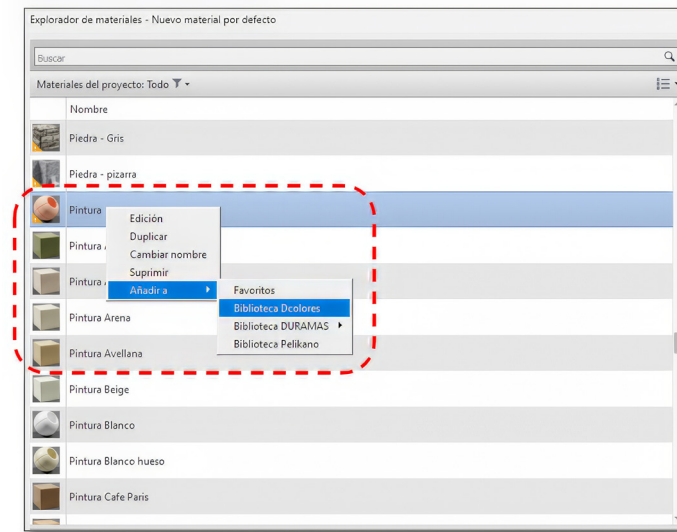 Explorador de materiales - Nuevo material por defecto
Buscar
Materiales del proyecto: Todo
Nombre
Piedra - Gris
Piedra - pizarra
Pintura
Pintura
Pintura
Pintura Arena
Pintura Avellana
Pintura Beige
Pintura Blanco
Pintura Blanco hueso
Pintura Cafe Paris
Edición
Duplicar
Cambiar nombre
Suprimir
Añadir a
Favoritos
Biblioteca Dcolores
Biblioteca DURAMAS
Biblioteca Pelikano